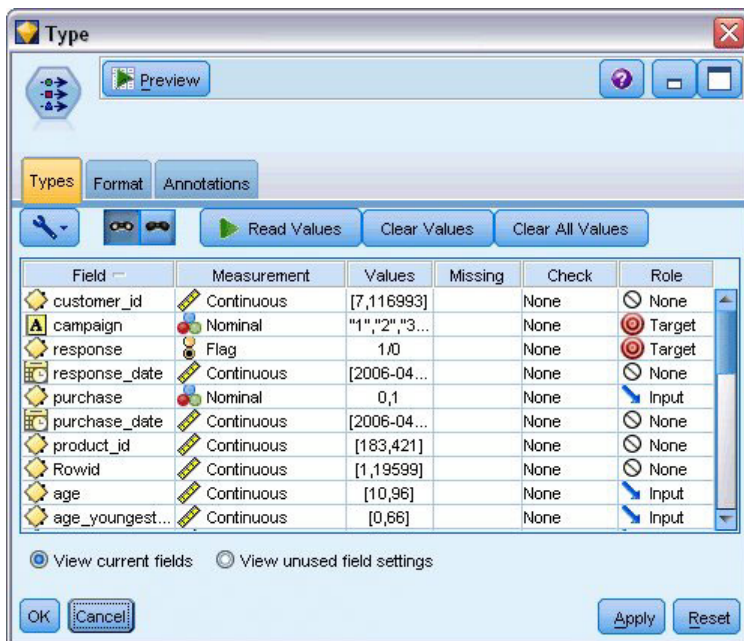 Type
Preview
Types Format Annotations
Read Values Clear Values Clear All Values
Field Measurement Values Missing Check Role
customer_id Continuous [7,116993] None None
A campaign Nominal "1","2","3... None Target
response Flag 1/0 None Target
response_date Continuous [2006-04... None None
purchase Nominal 0,1 None Input
purchase_date Continuous [2006-04... None None
product_id Continuous [183,421] None None
Rowid Continuous [1,19599] None None
age Continuous [10,96] None Input
age_youngest... Continuous [0,66] None Input
View current fields View unused field settings
OK Cancel Apply Reset